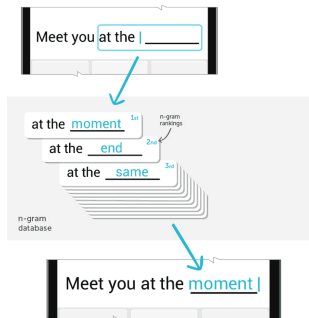 Meet you at the
at the moment 1st
n-gram
rankings
at the end 2nd
at the same 3rd
n-gram
database
Meet you at the moment